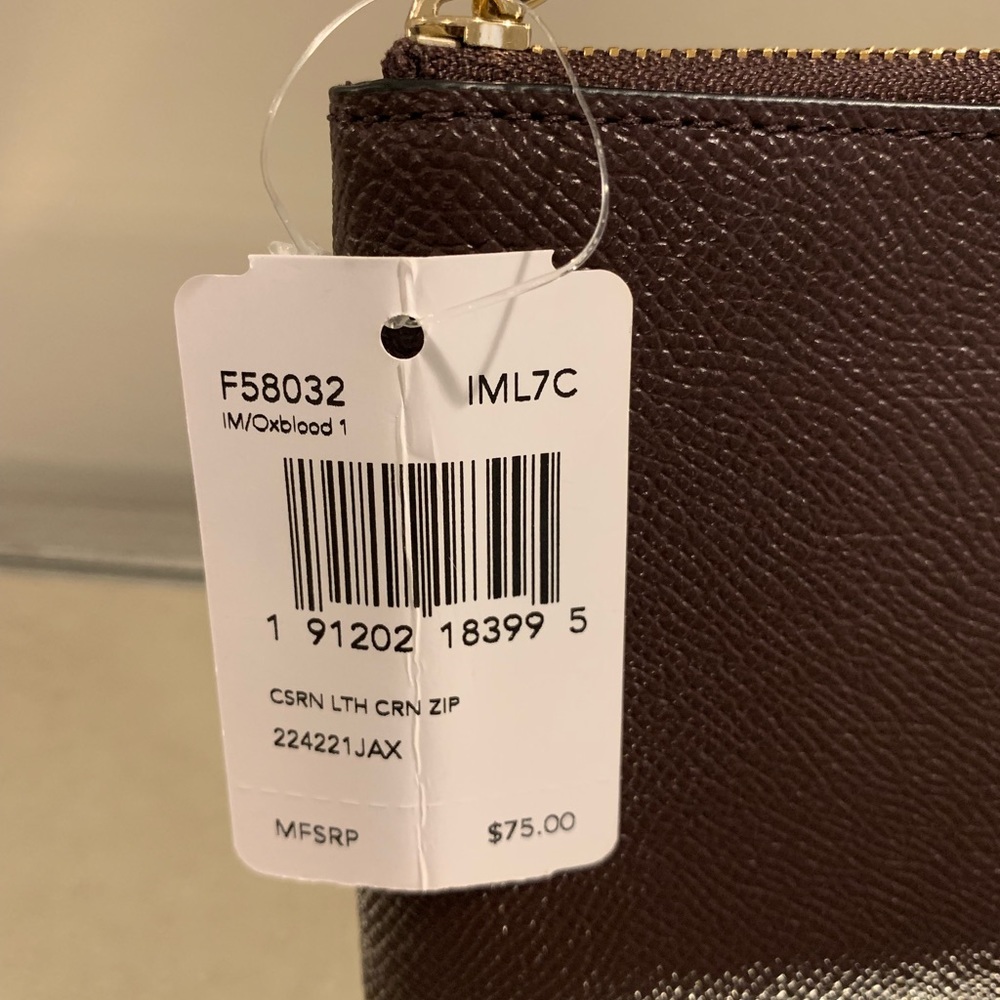 F58032 IML7C
IM/Oxblood 1
1 91202 18399 5
CSRN LTH CRN ZIP
224221JAX
MFSRP $75.00